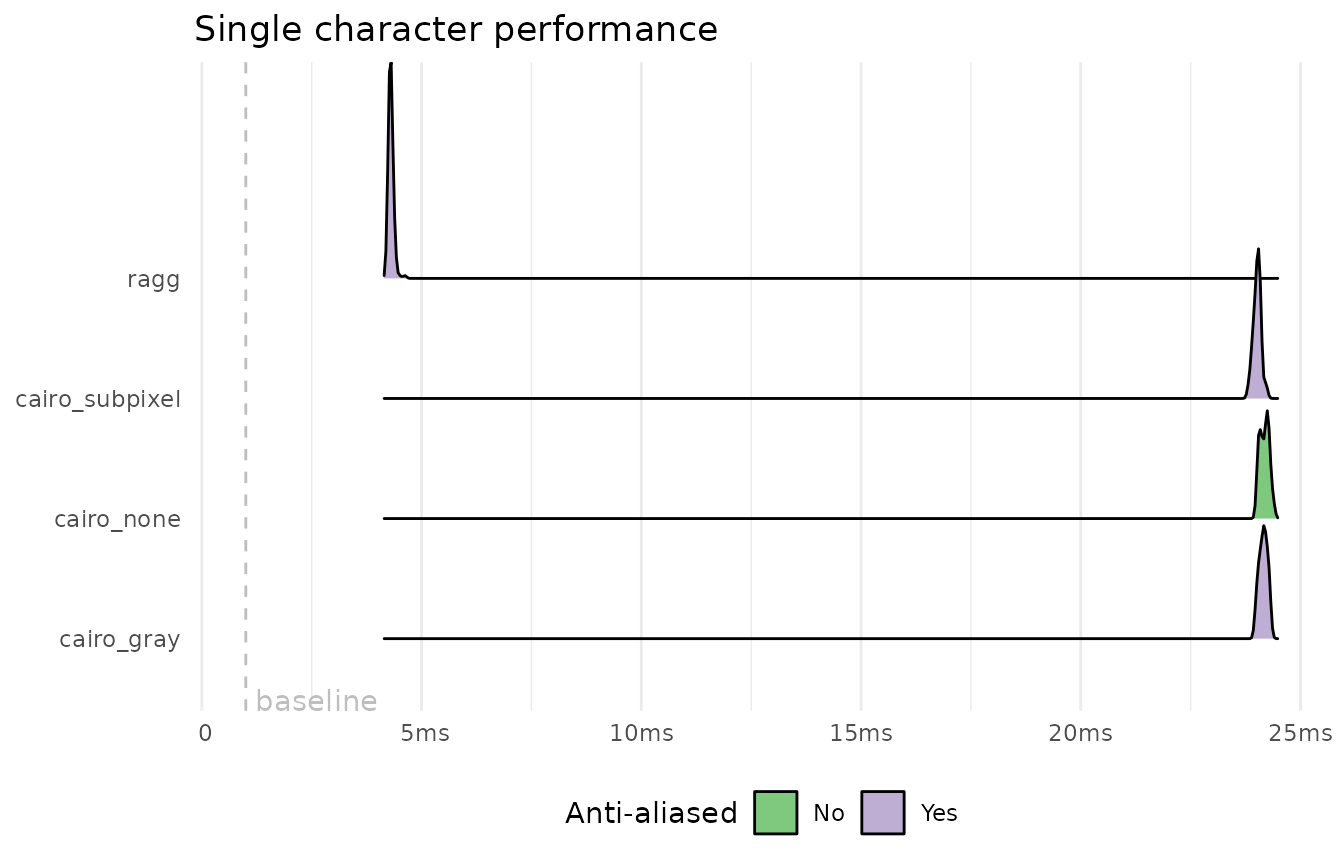 Single character performance
ragg
cairo_subpixel
cairo_none
cairo_gray
baseline
0 5ms 10ms 15ms 20ms 25ms
Anti-aliased No Yes